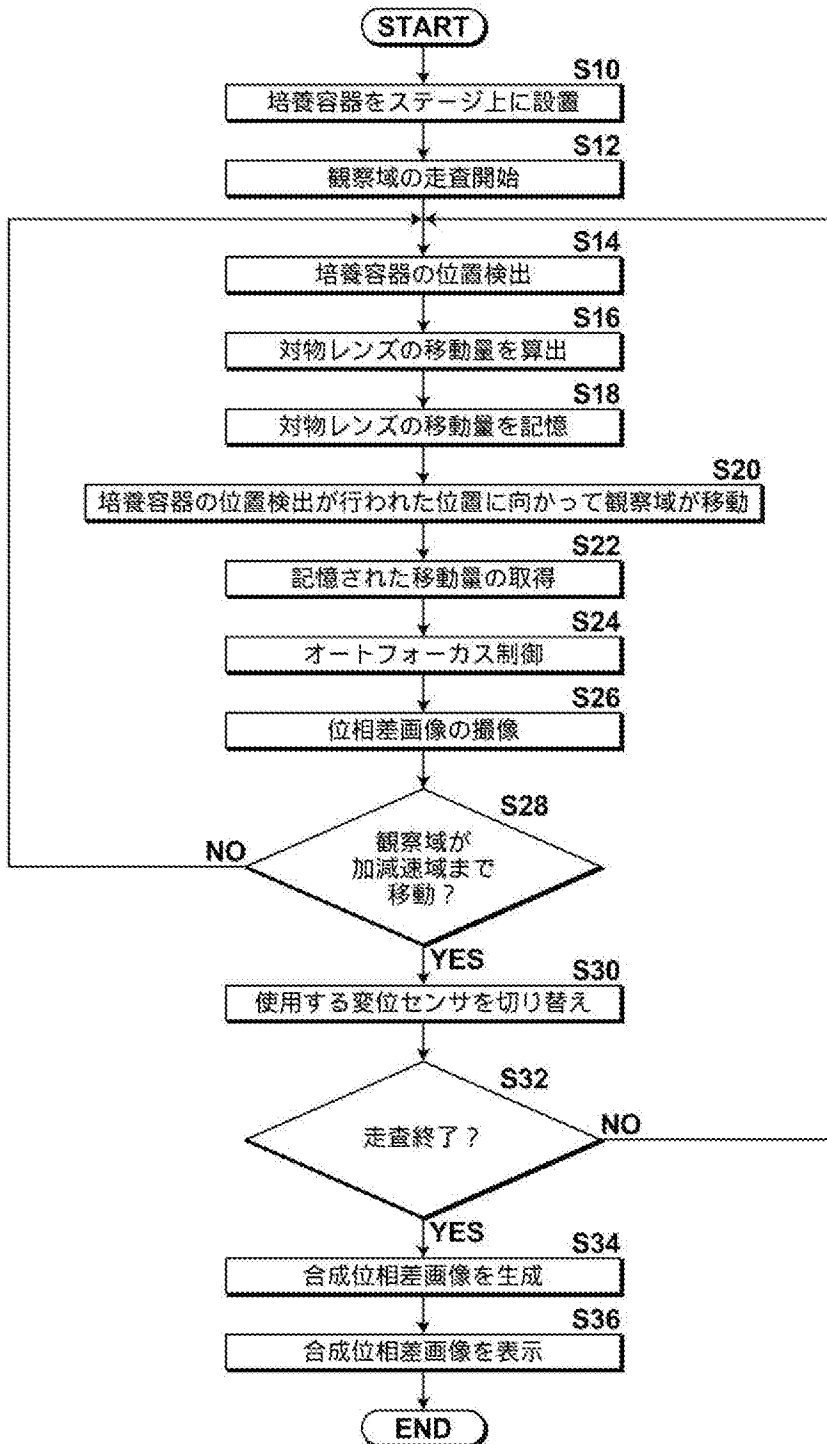 START
S10
培養容器をステージ上に設置
S12
観察域の走査開始
S14
培養容器の位置検出
S16
対物レンズの移動量を算出
S18
対物レンズの移動量を記憶
S20
培養容器の位置検出が行われた位置に向かって観察域が移動
S22
記憶された移動量の取得
S24
オートフォーカス制御
S26
位相差画像の撮像
S28
観察域が
加減速域まで
移動？
NO
YES
S30
使用する変位センサを切り替え
S32
走査終了？
NO
YES
S34
合成位相差画像を生成
S36
合成位相差画像を表示
END